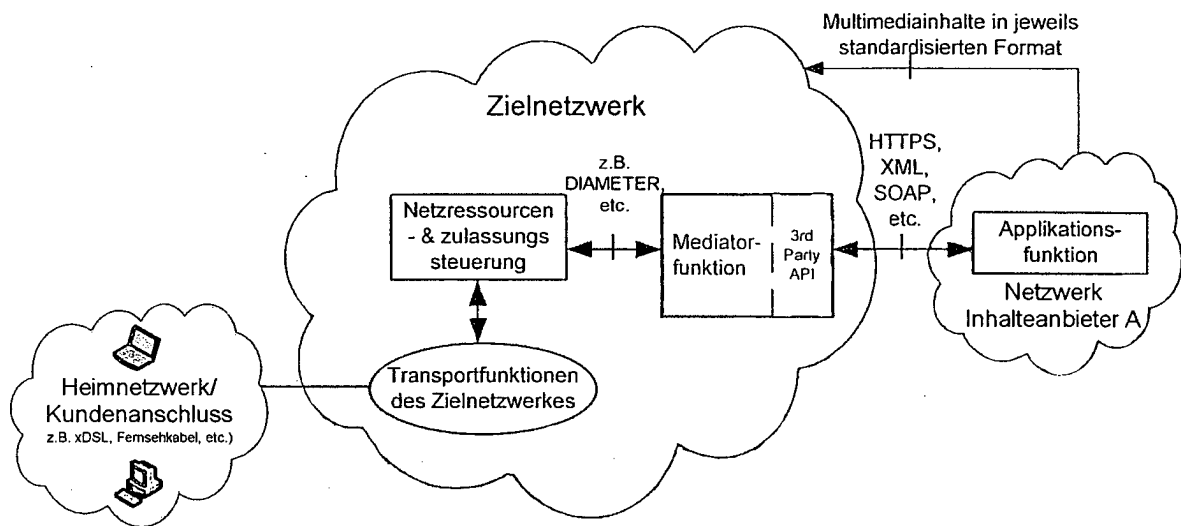 Multimediainhalte in jeweils
standardisierten Format
Zielnetzwerk
HTTPS,
XML,
SOAP,
etc.
z.B.
DIAMETER,
etc.
Netzressourcen
- & zulassungs
steuerung
Mediator-
funktion
3rd
Party
API
Applikations-
funktion
Netzwerk
Inhalteanbieter A
Transportfunktionen
des Zielnetzwerkes
Heimnetzwerk/
Kundenanschluss
z.B. xDSL, Fernsehkabel, etc.)